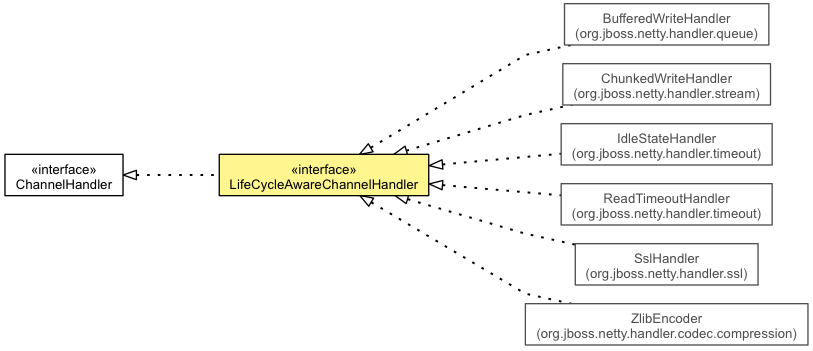 «interface»
ChannelHandler
«interface»
LifeCycleAwareChannelHandler
BufferedWriteHandler
(org.jboss.netty.handler.queue)
ChunkedWriteHandler
(org.jboss.netty.handler.stream)
IdleStateHandler
(org.jboss.netty.handler.timeout)
ReadTimeoutHandler
(org.jboss.netty.handler.timeout)
SslHandler
(org.jboss.netty.handler.ssl)
ZlibEncoder
(org.jboss.netty.handler.codec.compression)